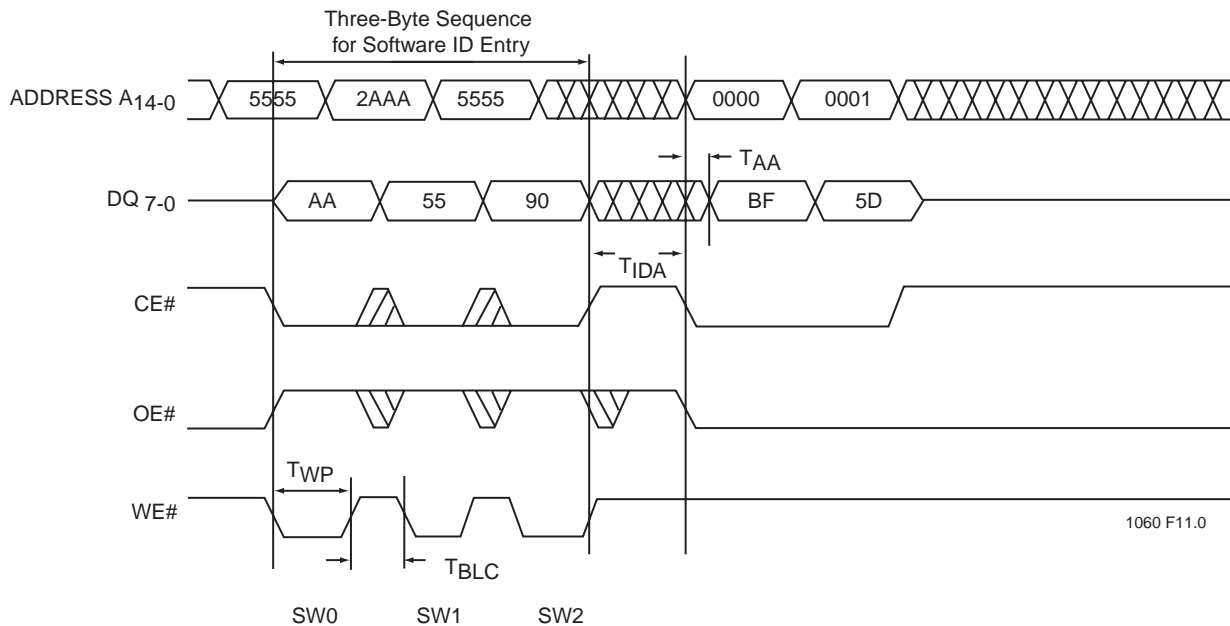 Three-Byte Sequence
for Software ID Entry
ADDRESS A14-0 5555 2AAA 5555 0000 0001
TAA
DQ 7-0 AA 55 90 BF 5D
TIDA
CE#
OE#
TWP
WE#
1060 F11.0
TBLC
SW0 SW1 SW2